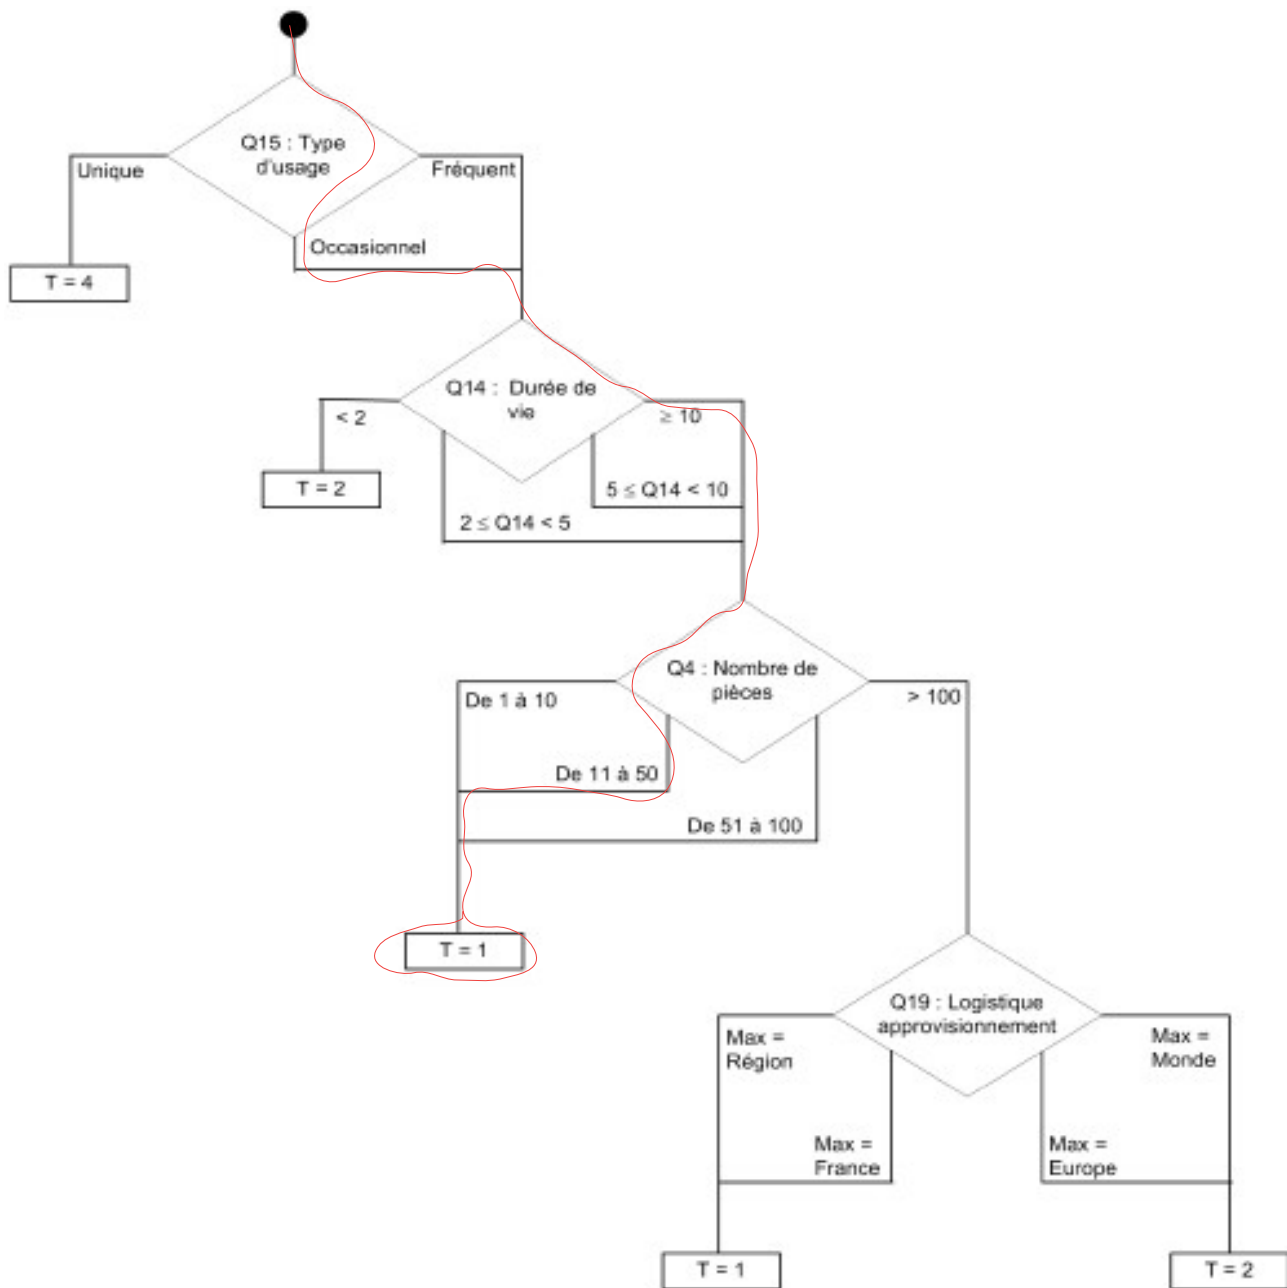 Q15 : Type
d'usage
Unique
Fréquent
Occasionnel
T = 4
Q14 : Durée de
vie
< 2
≥ 10
T = 2
5 ≤ Q14 < 10
2 ≤ Q14 < 5
Q4 : Nombre de
pièces
De 1 à 10
> 100
De 11 à 50
De 51 à 100
T = 1
Q19 : Logistique
approvisionnement
Max =
Région
Max =
Monde
Max =
France
Max =
Europe
T = 1
T = 2